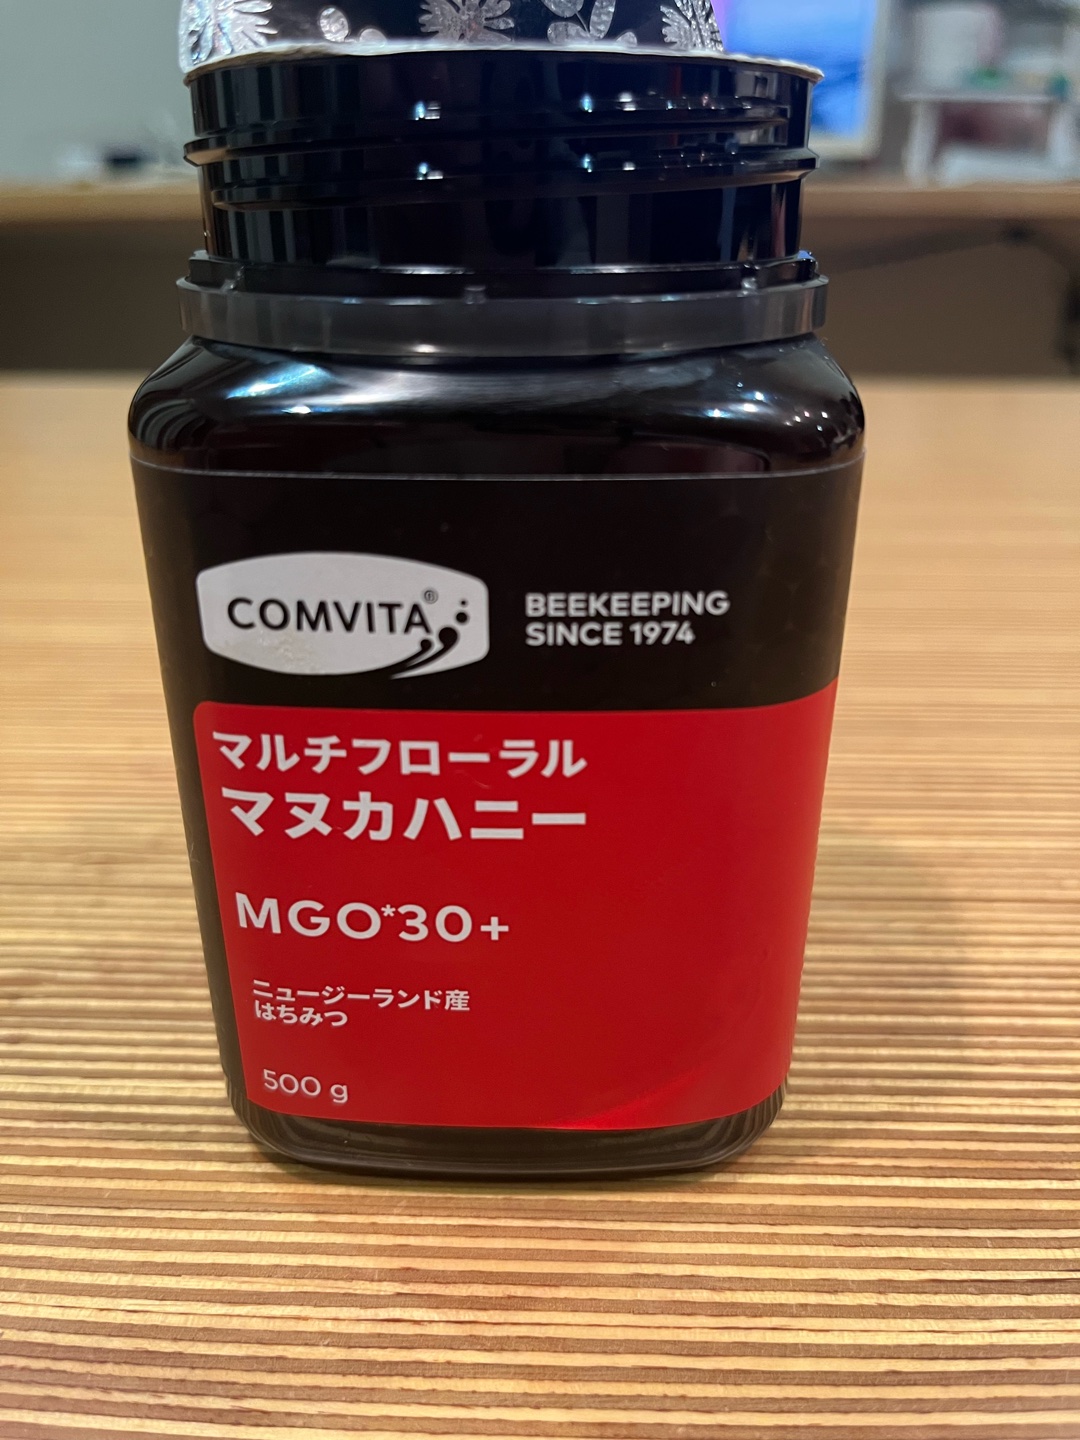 COMVITA®
BEEKEEPING
SINCE 1974
マルチフローラル
マヌカハニー
MGO*30+
ニュージーランド産
はちみつ
500 g